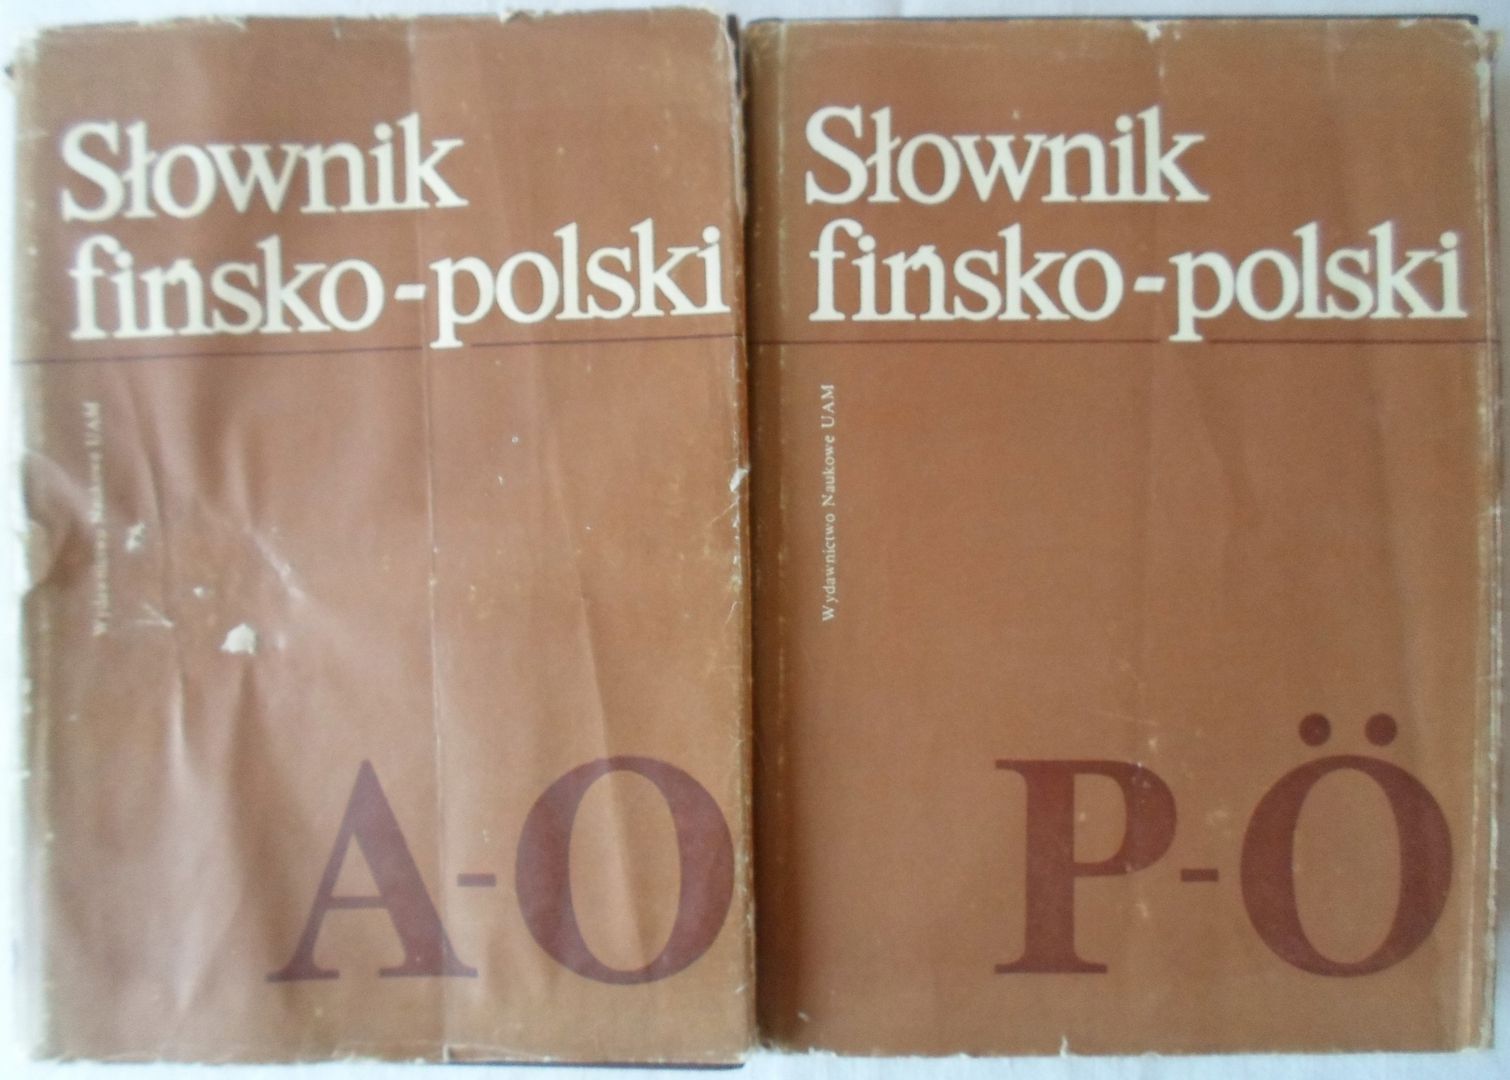 Słownik
fińsko-polski
Wydawnictwo Naukowe UAM
A-O
Słownik
fińsko-polski
Wydawnictwo Naukowe UAM
P-Ö